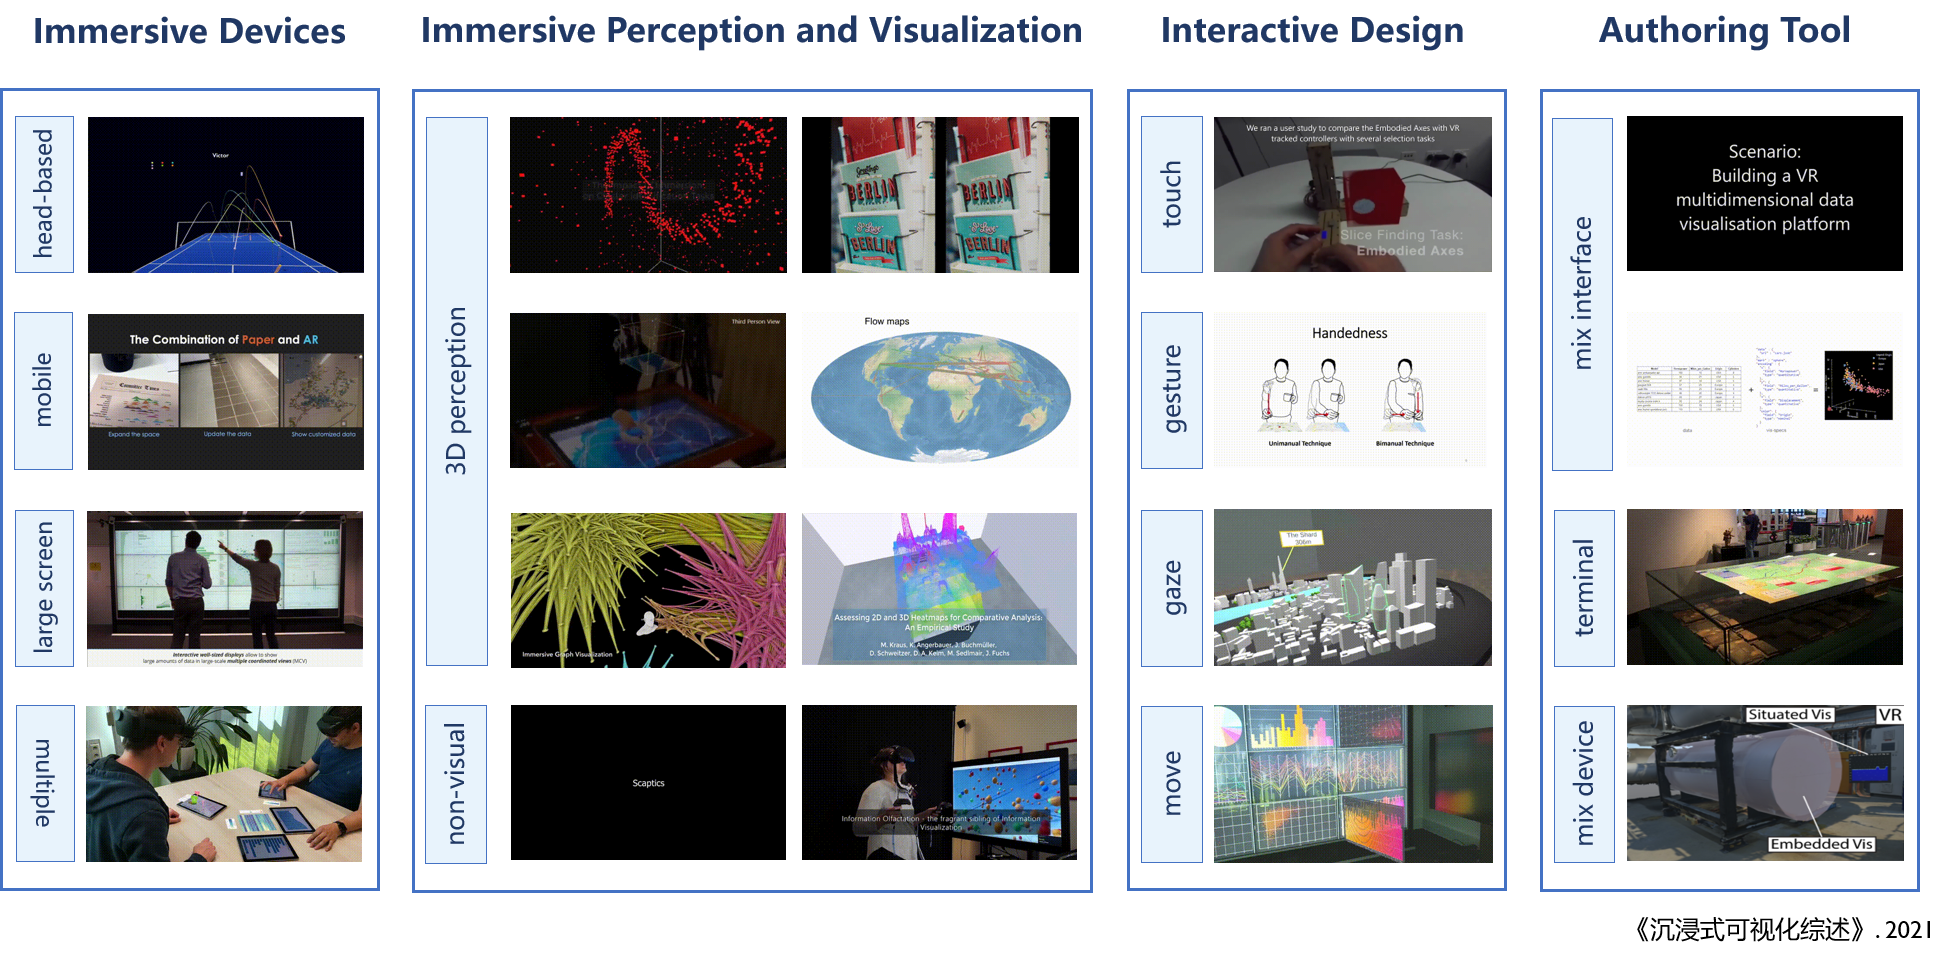 Immersive Devices
Immersive Perception and Visualization
Interactive Design
Authoring Tool
head-based
Victor
mobile
The Combination of Paper and AR
Expand the space
Update the data
Show customized data
large screen
Interactive wall-sized displays allow to show
large amounts of data in large-scale multiple coordinated views (MCV)
multiple
3D perception
BERLIN
BERLIN
BERLIN
BERLIN
Third Person View
Flow maps
Immersive Graph Visualization
Assessing 2D and 3D Heatmaps for Comparative Analysis:
An Empirical Study
M. Kraus, K. Angerbauer, J. Buchmüller,
D. Schweitzer, D. A. Keim, M. Sedlmair, J. Fuchs
non-visual
Scaptics
Information Olfactation - the fragrant sibling of Information
Visualization
touch
We ran a user study to compare the Embodied Axes with VR
tracked controllers with several selection tasks
Slice Finding Task:
Embodied Axes
gesture
Handedness
Unimanual Technique
Bimanual Technique
gaze
The Shard
move
mix interface
Scenario:
Building a VR
multidimensional data
visualisation platform
data
vis-specs
terminal
mix device
Situated Vis
VR
Embedded Vis
《沉浸式可视化综述》. 2021